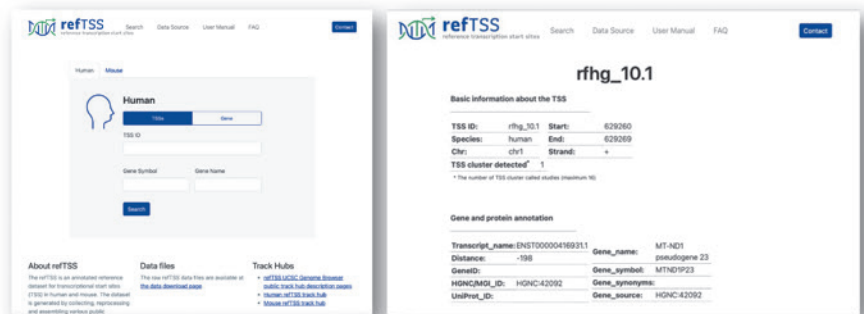 refTSS
reference transcription start sites
Search Data Source User Manual FAQ
Contact
Human Mouse
Human
TSSs Gene
TSS ID
Gene Symbol Gene Name
Search
About refTSS
The refTSS is an annotated reference
dataset for transcriptional start sites
(TSS) in human and mouse. The dataset
is generated by collecting, reprocessing
and assembling various public
Data files
The raw refTSS data files are available at
the data download page
Track Hubs
• refTSS UCSC Genome Browser
public track hub description pages
• Human refTSS track hub
• Mouse refTSS track hub
refTSS
reference transcription start sites
Search Data Source User Manual FAQ
Contact
rfhg_10.1
Basic information about the TSS
TSS ID: rfhg_10.1 Start: 629260
Species: human End: 629269
Chr: chr1 Strand: +
TSS cluster detected* 1
* The number of TSS cluster called studies (maximum 16)
Gene and protein annotation
Transcript_name: ENST00000416931.1 Gene_name: MT-ND1 pseudogene 23
Distance: -198
GeneID: Gene_symbol: MTND1P23
HGNC/MGI_ID: HGNC:42092 Gene_synonyms:
UniProt_ID: Gene_source: HGNC:42092